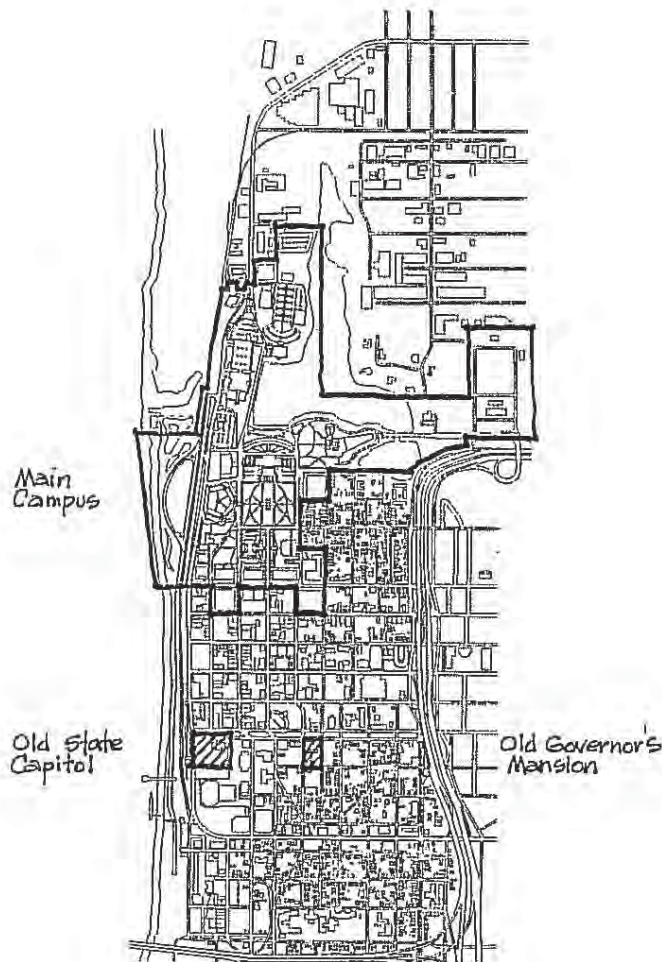 Main
Campus
Old State
Capitol
Old Governor's
Mansion